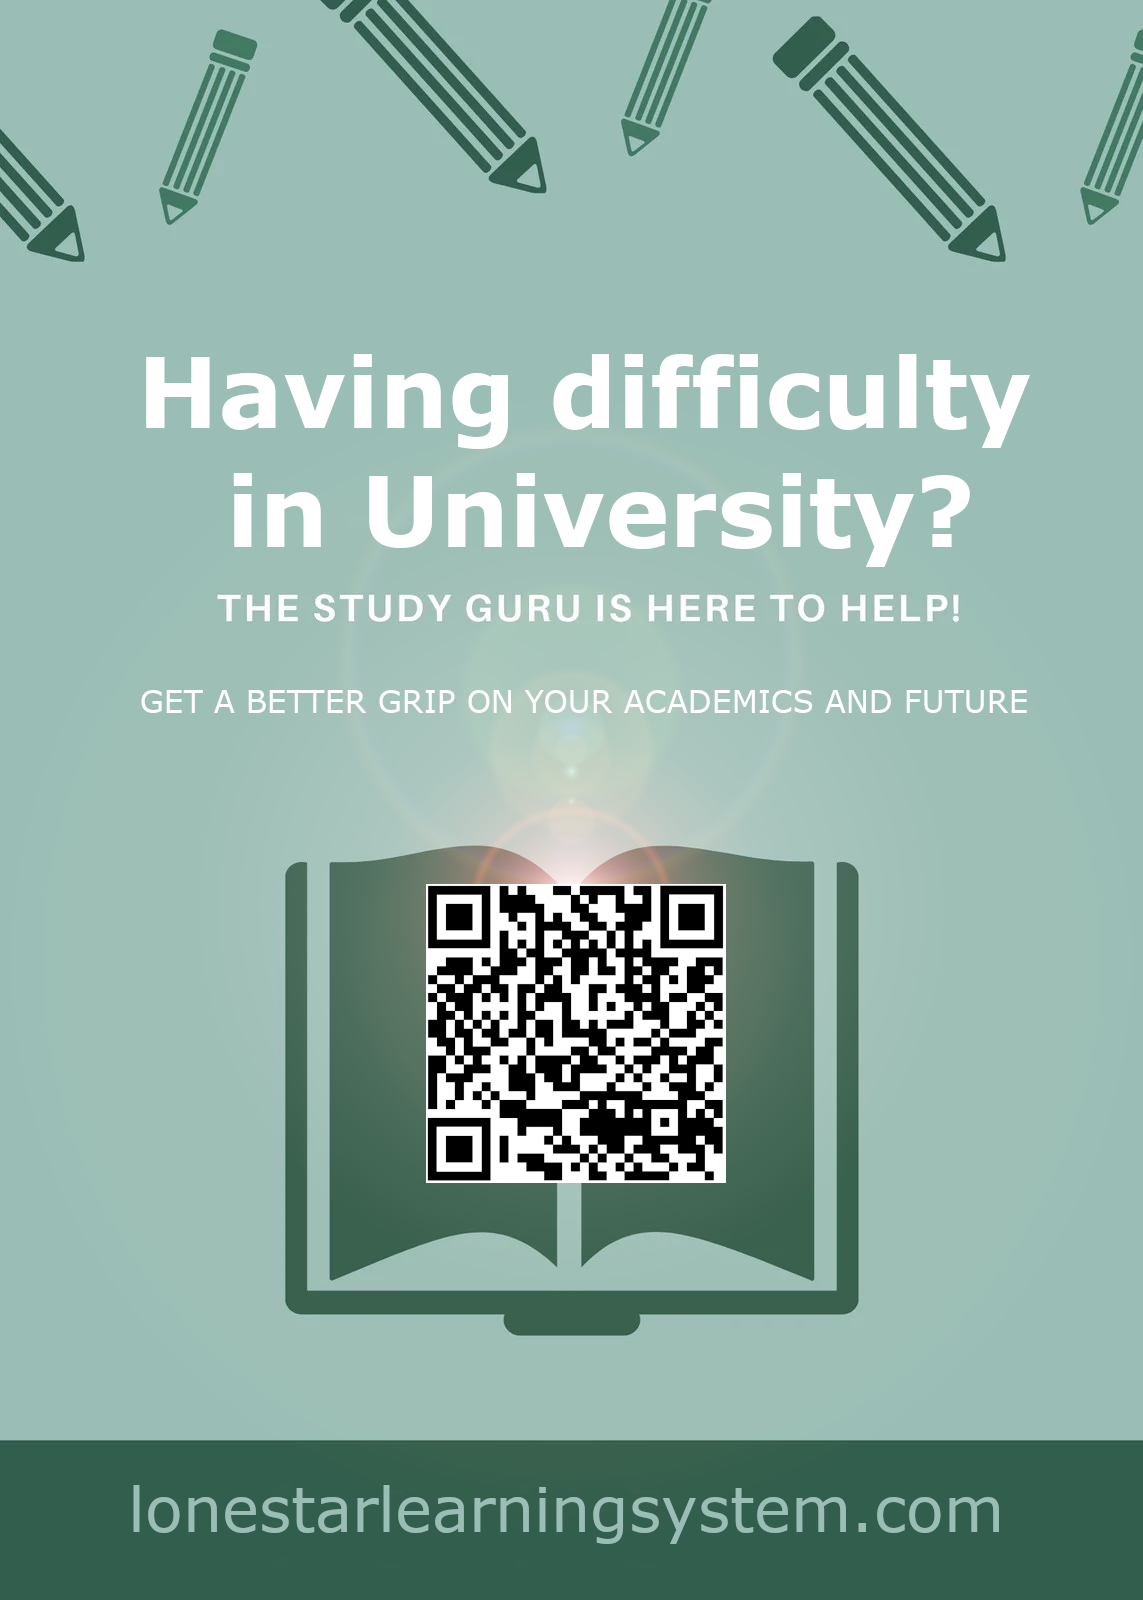 Having difficulty
in University?
THE STUDY GURU IS HERE TO HELP!
GET A BETTER GRIP ON YOUR ACADEMICS AND FUTURE
lonestarlearningsystem.com